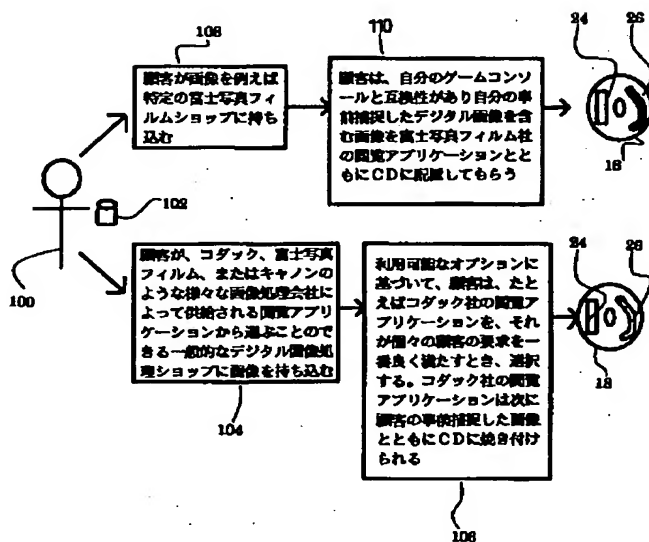 108
110
24
26
顧客が画像を例えば
特定の富士写真フィ
ルムショップに持ち
込む
顧客は、自分のゲームコンソ
ールと互換性があり自分の事
前捕捉したデジタル画像を含
む画像を富士写真フィルム社
の閲覧アプリケーションとと
もにCDに配置してもらう
18
102
100
顧客が、コダック、富士写真
フィルム、またはキャノンの
ような様々な画像処理会社に
よって供給される閲覧アプリ
ケーションから選ぶことので
きる一般的なデジタル画像処
理ショップに画像を持ち込む
104
利用可能なオプションに
基づいて、顧客は、たと
えばコダック社の閲覧ア
プリケーションを、それ
が個々の顧客の要求を一
番良く満たすとき、選択
する。コダック社の閲覧
アプリケーションは次に
顧客の事前捕捉した画像
とともにCDに焼き付け
られる
106
24
26
18